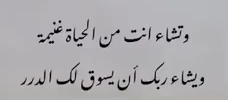 وتشاء انت من الحياة غنيمة
ويشاء ربك أن يسوق لك الدرر